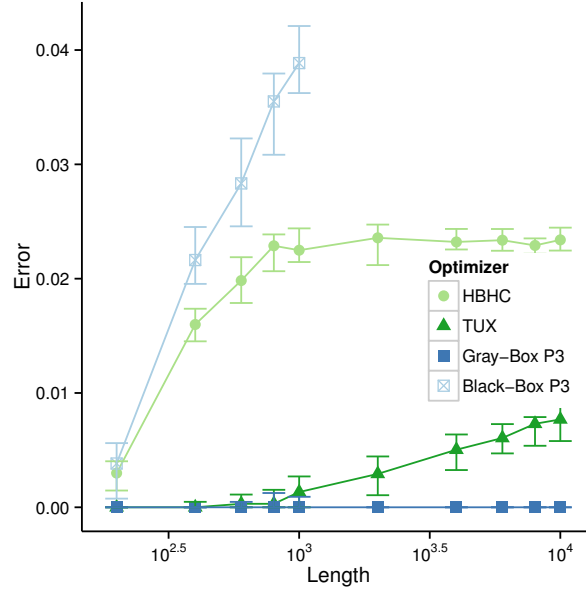 0.04
0.03
0.02
0.01
0.00
Error
Optimizer
HBHC
TUX
Gray−Box P3
Black−Box P3
10^2.5
10^3
10^3.5
10^4
Length